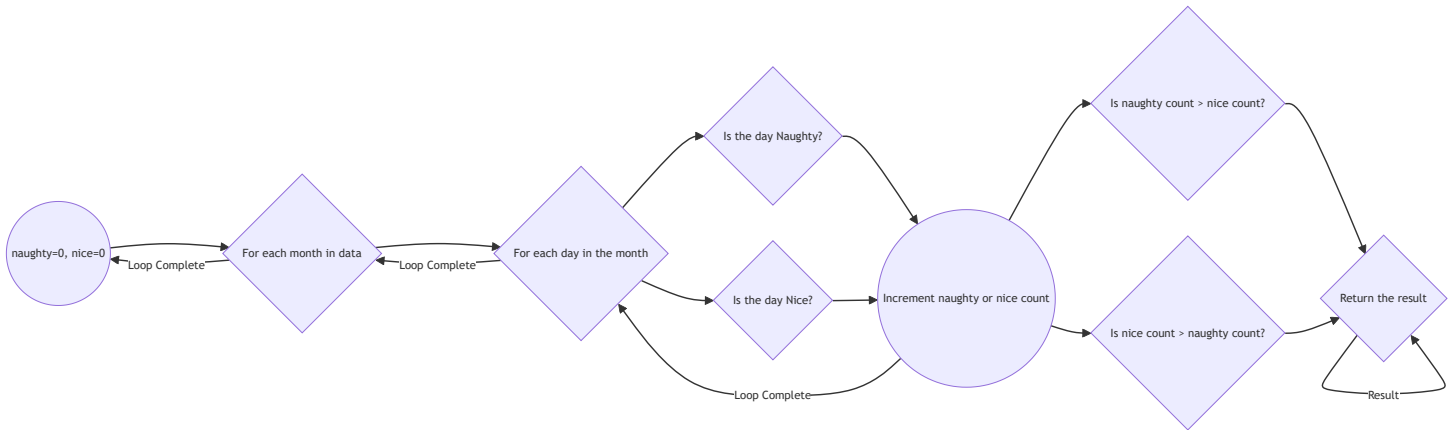 naughty=0, nice=0
Loop Complete
For each month in data
Loop Complete
For each day in the month
Is the day Naughty?
Is the day Nice?
Loop Complete
Increment naughty or nice count
Is naughty count > nice count?
Is nice count > naughty count?
Return the result
Result